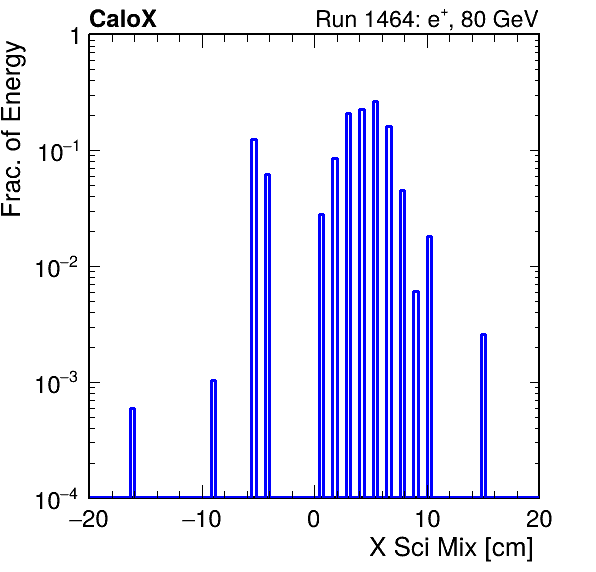 CaloX Run 1464: e⁺, 80 GeV
Frac. of Energy
1
10⁻¹
10⁻²
10⁻³
10⁻⁴
−20 −10 0 10 20
X Sci Mix [cm]